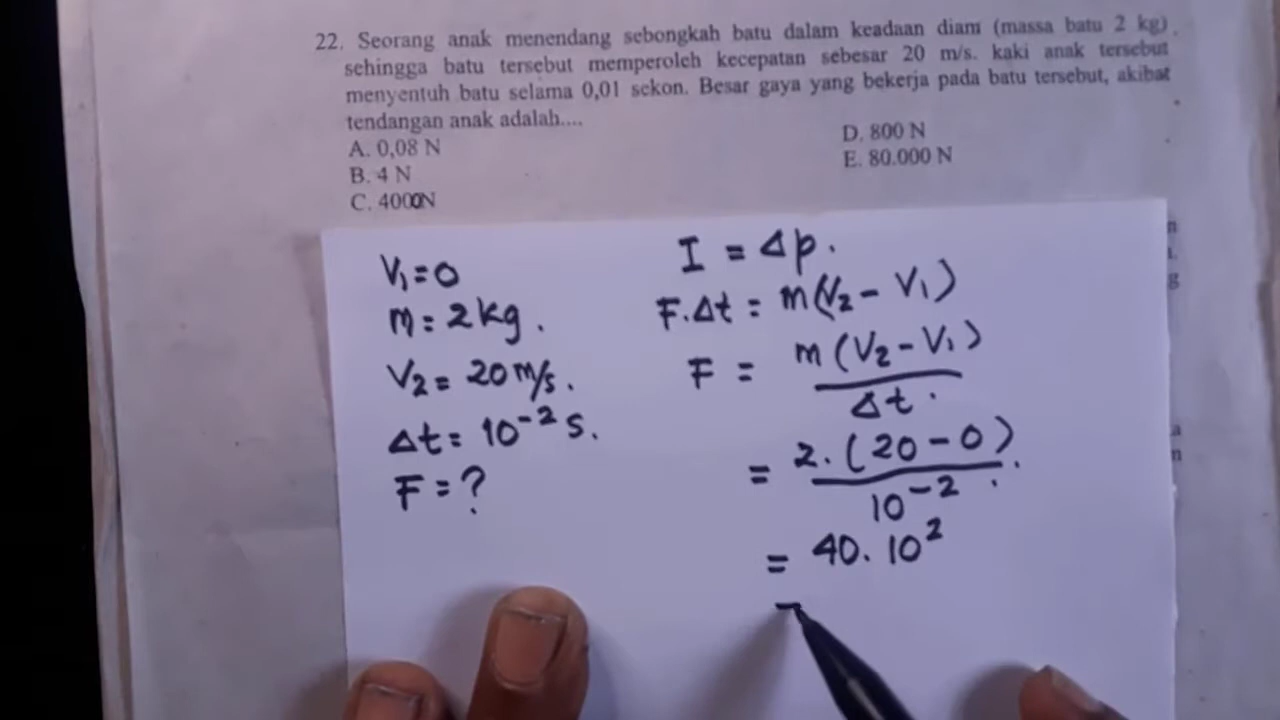 22. Seorang anak menendang sebongkah batu dalam keadaan diam (massa batu 2 kg)
sehingga batu tersebut memperoleh kecepatan sebesar 20 m/s. kaki anak tersebut
menyentuh batu selama 0,01 sekon. Besar gaya yang bekerja pada batu tersebut, akibat
tendangan anak adalah....
A. 0,08 N
B. 4 N
C. 4000N
D. 800 N
E. 80.000 N
V₁ = 0
m = 2 kg.
V₂ = 20 m/s.
Δt = 10⁻² s.
F = ?
I = Δp.
F.Δt = m(V₂ - V₁)
F = m(V₂ - V₁)
Δt.
= 2.(20 - 0)
10⁻².
= 40. 10²
n
g
a
n